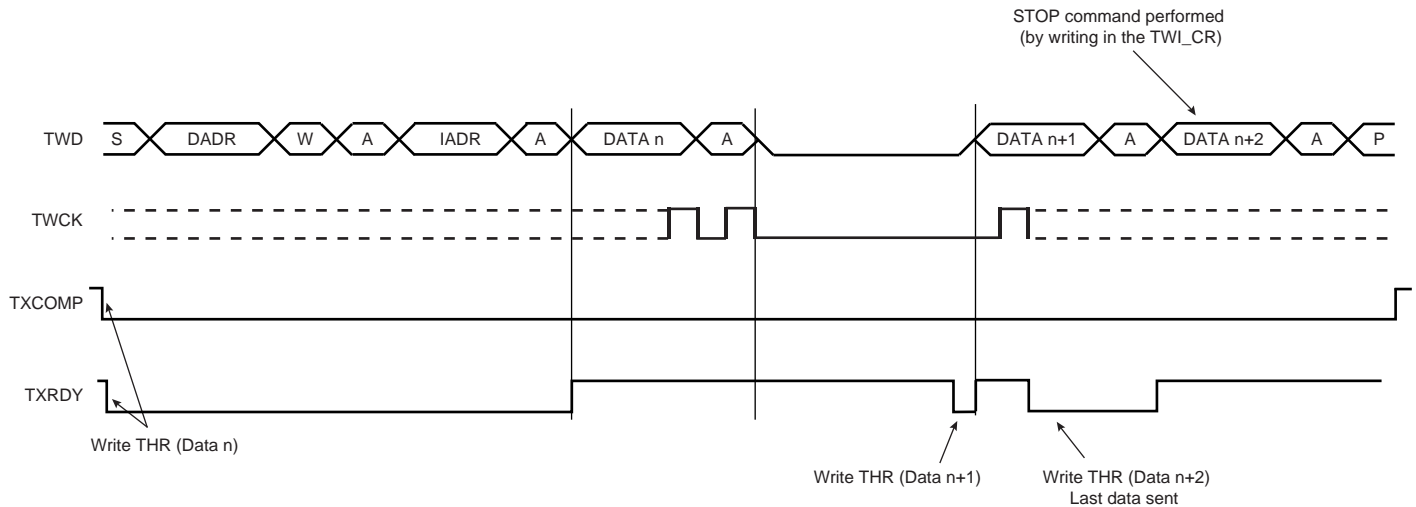 STOP command performed
(by writing in the TWI_CR)
TWD S DADR W A IADR A DATA n A DATA n+1 A DATA n+2 A P
TWCK
TXCOMP
TXRDY
Write THR (Data n)
Write THR (Data n+1) Write THR (Data n+2)
Last data sent